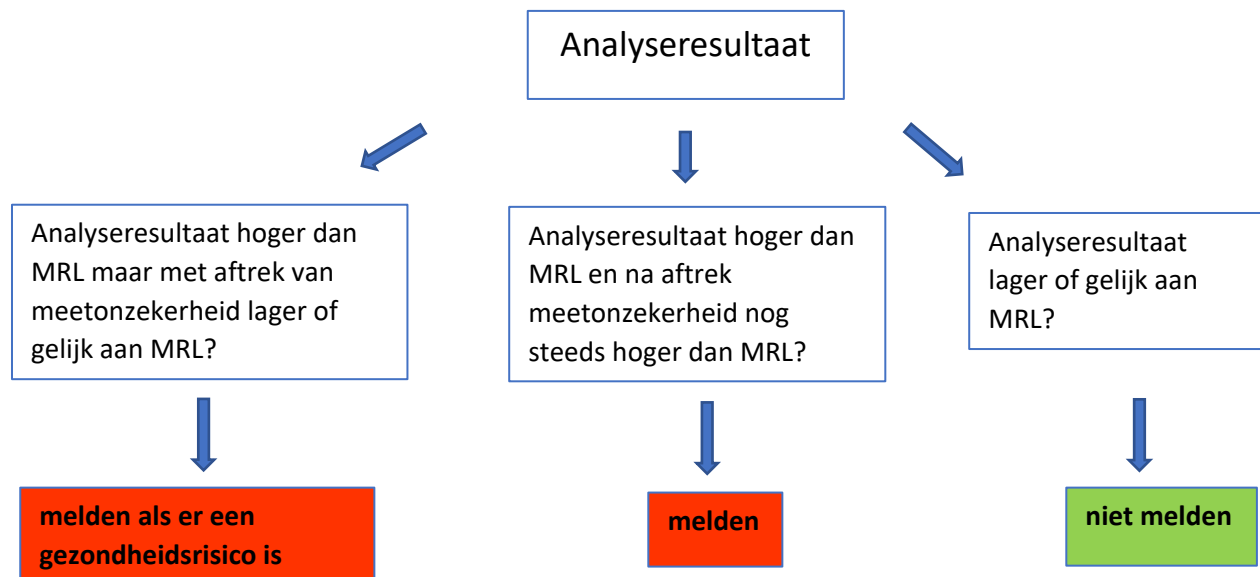 Analyseresultaat
Analyseresultaat hoger dan
MRL maar met aftrek van
meetonzekerheid lager of
gelijk aan MRL?
Analyseresultaat hoger dan
MRL en na aftrek
meetonzekerheid nog
steeds hoger dan MRL?
Analyseresultaat
lager of gelijk aan
MRL?
melden als er een
gezondheidsrisico is
melden
niet melden